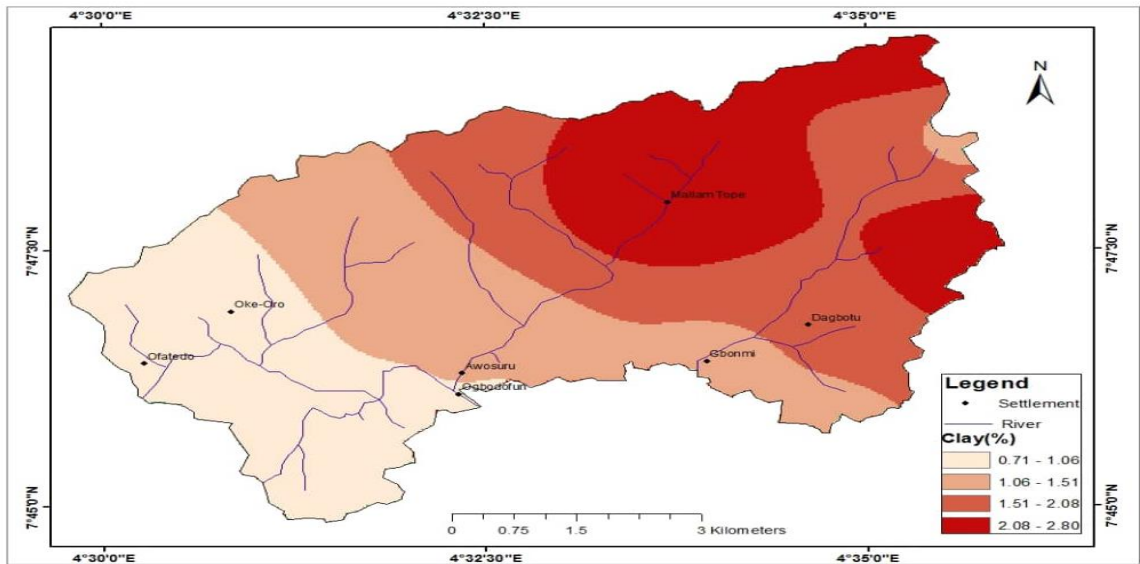 4°30'0"E 4°32'30"E 4°35'0"E
N
Mallam Tope
7°47'30"N 7°47'30"N
Oke-Oro
Dagbotu
Ofatedo
Gbonmi
Awosuru
Ogbodofun
Legend
Settlement
River
Clay(%)
0.71 - 1.06
1.06 - 1.51
1.51 - 2.08
2.08 - 2.80
7°45'0"N 7°45'0"N
0 0.75 1.5 3 Kilometers
4°30'0"E 4°32'30"E 4°35'0"E